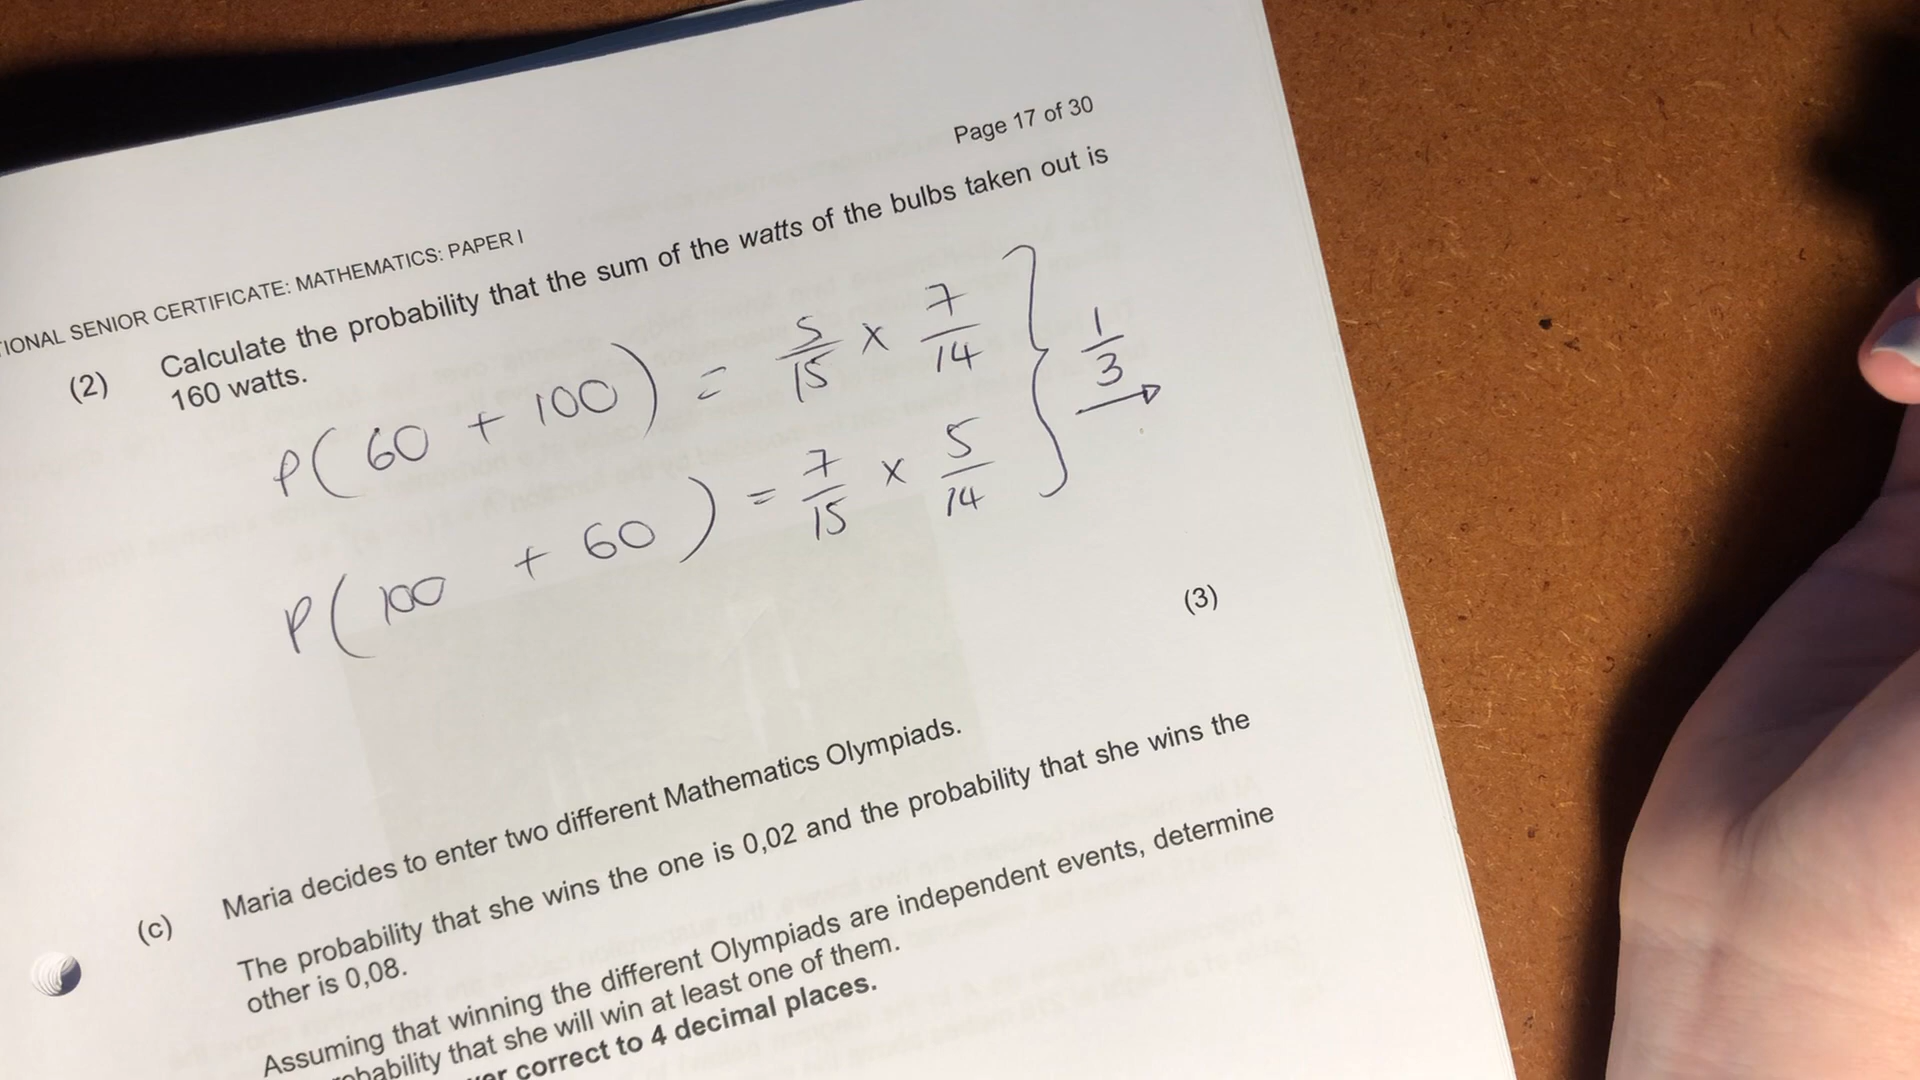 Page 17 of 30
IONAL SENIOR CERTIFICATE: MATHEMATICS: PAPER I
(2) Calculate the probability that the sum of the watts of the bulbs taken out is
160 watts.
P(60 + 100) = 5/15 × 7/14 } 1/3
P(100 + 60) = 7/15 × 5/14
(3)
(c) Maria decides to enter two different Mathematics Olympiads.
The probability that she wins the one is 0,02 and the probability that she wins the
other is 0,08.
Assuming that winning the different Olympiads are independent events, determine
obability that she will win at least one of them.
er correct to 4 decimal places.